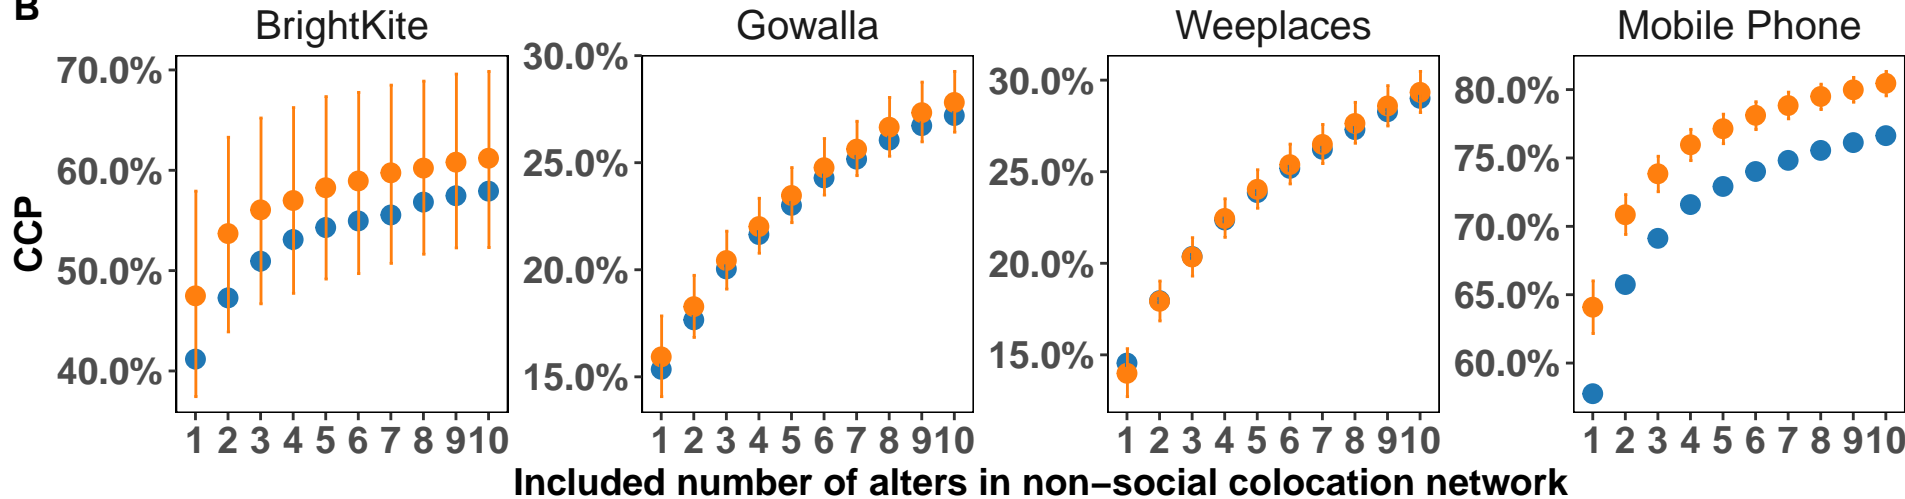 B
BrightKite Gowalla Weeplaces Mobile Phone
CCP
70.0%
60.0%
50.0%
40.0%
1 2 3 4 5 6 7 8 9 10
30.0%
25.0%
20.0%
15.0%
1 2 3 4 5 6 7 8 9 10
30.0%
25.0%
20.0%
15.0%
1 2 3 4 5 6 7 8 9 10
80.0%
75.0%
70.0%
65.0%
60.0%
1 2 3 4 5 6 7 8 9 10
Included number of alters in non−social colocation network